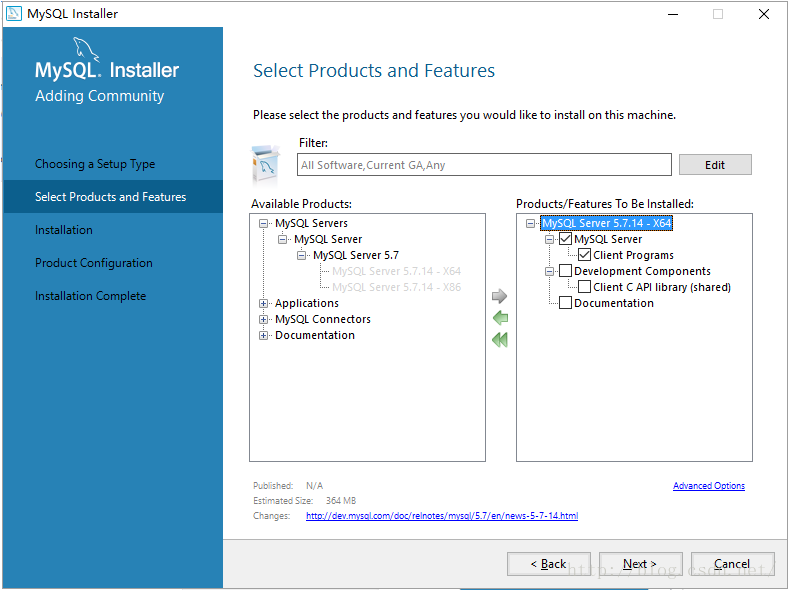 MySQL Installer
MySQL. Installer
Adding Community
Choosing a Setup Type
Select Products and Features
Installation
Product Configuration
Installation Complete
Select Products and Features
Please select the products and features you would like to install on this machine.
Filter:
All Software,Current GA,Any
Edit
Available Products:
MySQL Servers
MySQL Server
MySQL Server 5.7
MySQL Server 5.7.14 - X64
MySQL Server 5.7.14 - X86
Applications
MySQL Connectors
Documentation
Products/Features To Be Installed:
MySQL Server 5.7.14 - X64
MySQL Server
Client Programs
Development Components
Client C API library (shared)
Documentation
Published: N/A
Estimated Size: 364 MB
Changes: http://dev.mysql.com/doc/relnotes/mysql/5.7/en/news-5-7-14.html
Advanced Options
< Back
Next >
Cancel
http://blog.csdn.net/